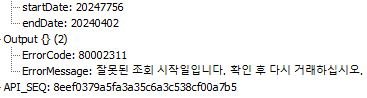 startDate: 20247756
endDate: 20240402
Output {} (2)
ErrorCode: 80002311
ErrorMessage: 잘못된 조회 시작일입니다. 확인 후 다시 거래하십시오.
API_SEQ: 8eef0379a5fa3a35c6a3c538cf00a7b5